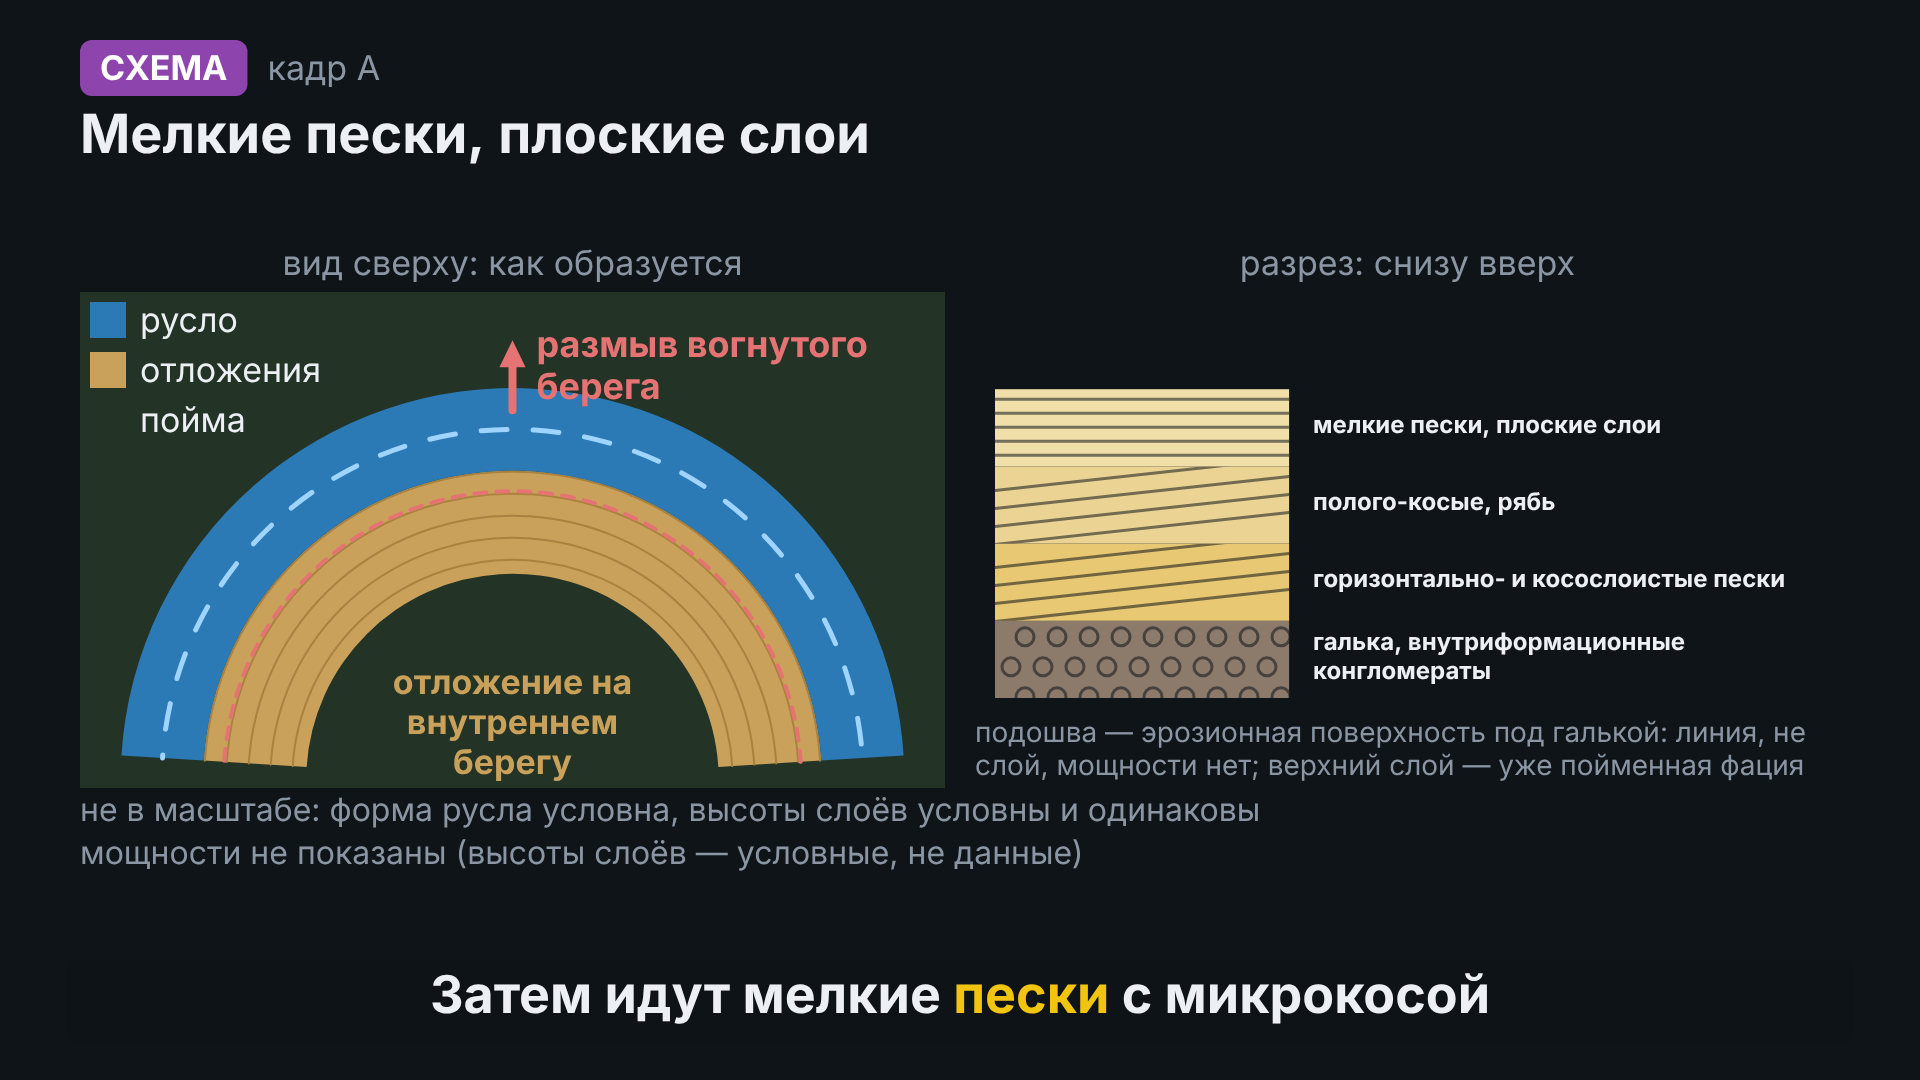 СХЕМА кадр А
Мелкие пески, плоские слои
вид сверху: как образуется
русло
отложения
пойма
размыв вогнутого
берега
отложение на
внутреннем
берегу
разрез: снизу вверх
мелкие пески, плоские слои
полого-косые, рябь
горизонтально- и косослоистые пески
галька, внутриформационные
конгломераты
подошва — эрозионная поверхность под галькой: линия, не
слой, мощности нет; верхний слой — уже пойменная фация
не в масштабе: форма русла условна, высоты слоёв условны и одинаковы
мощности не показаны (высоты слоёв — условные, не данные)
Затем идут мелкие пески с микрокосой